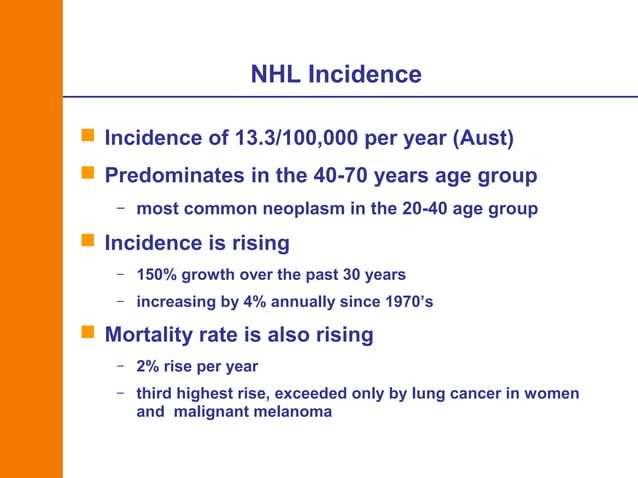 NHL Incidence
Incidence of 13.3/100,000 per year (Aust)
Predominates in the 40-70 years age group
– most common neoplasm in the 20-40 age group
Incidence is rising
– 150% growth over the past 30 years
– increasing by 4% annually since 1970’s
Mortality rate is also rising
– 2% rise per year
– third highest rise, exceeded only by lung cancer in women
and malignant melanoma